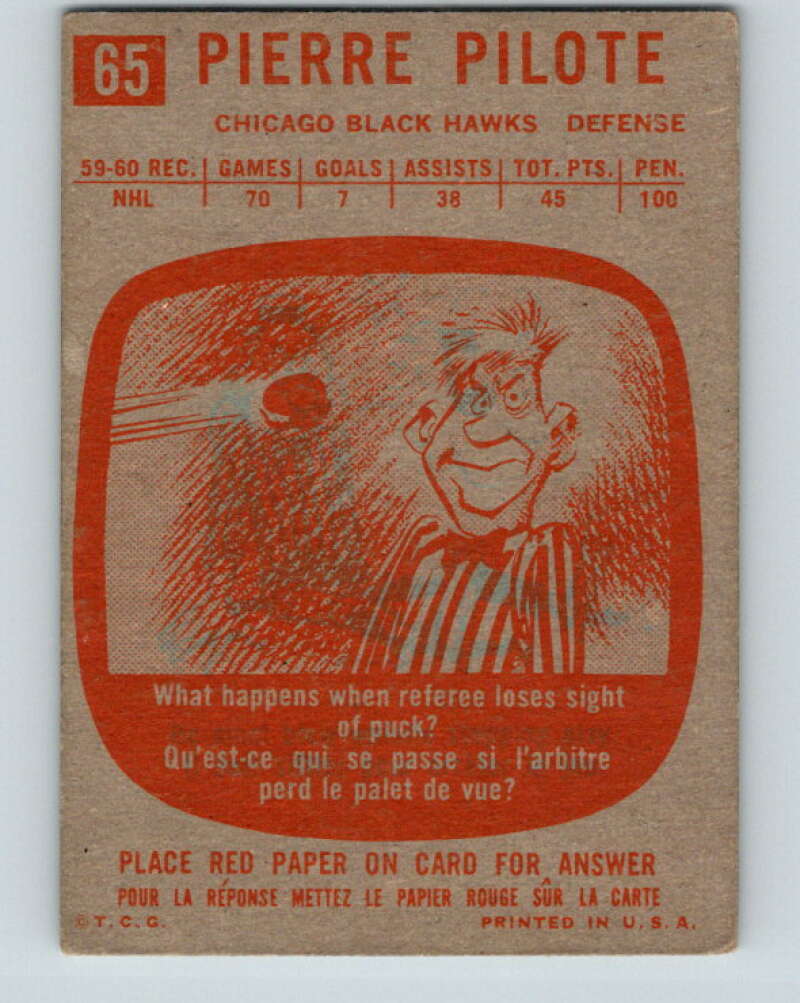 65 PIERRE PILOTE
CHICAGO BLACK HAWKS DEFENSE
59-60 REC. GAMES GOALS ASSISTS TOT. PTS. PEN.
NHL 70 7 38 45 100
What happens when referee loses sight
of puck?
Qu'est-ce qui se passe si l'arbitre
perd le palet de vue?
PLACE RED PAPER ON CARD FOR ANSWER
POUR LA RÉPONSE METTEZ LE PAPIER ROUGE SÛR LA CARTE
© T. C. G. PRINTED IN U. S. A.